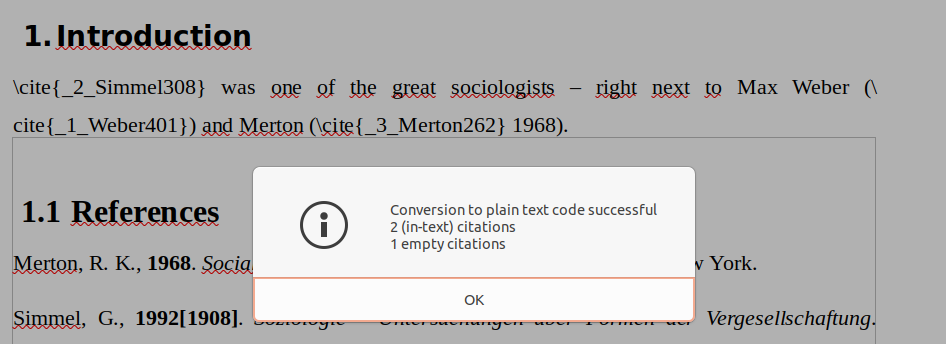 1. Introduction
\cite{_2_Simmel308} was one of the great sociologists – right next to Max Weber (\
cite{_1_Weber401}) and Merton (\cite{_3_Merton262} 1968).
1.1 References
Merton, R. K., 1968. York.
Simmel, G., 1992[1908]. Soziologie – Untersuchungen über Formen der Vergesellschaftung.
Conversion to plain text code successful
2 (in-text) citations
1 empty citations
OK